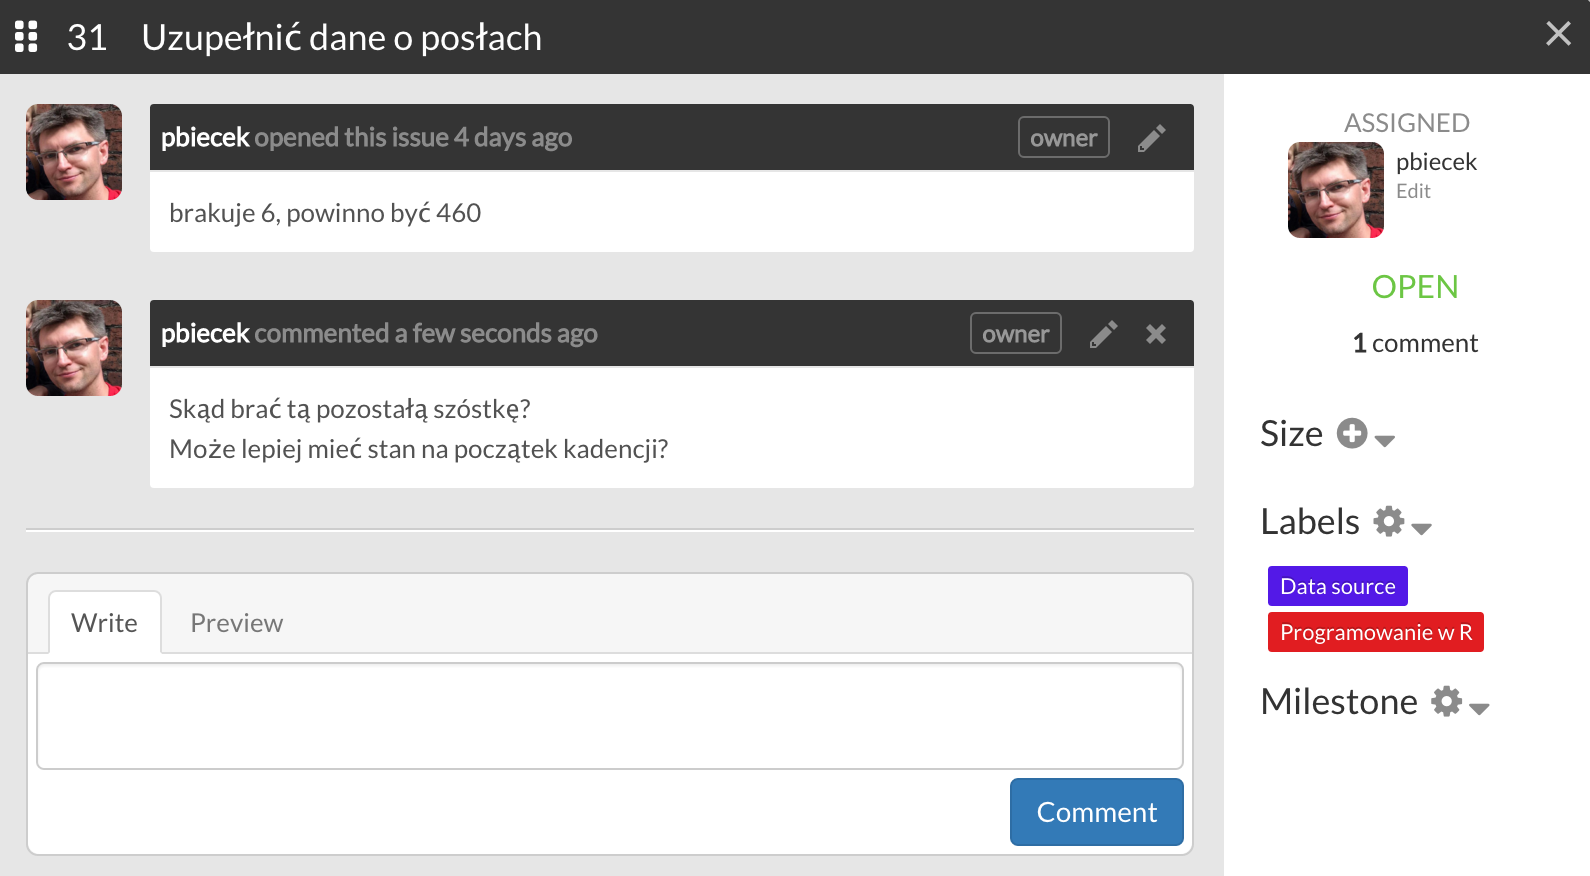 31 Uzupełnić dane o posłach
pbiecek opened this issue 4 days ago owner
brakuje 6, powinno być 460
pbiecek commented a few seconds ago owner
Skąd brać tą pozostałą szóstkę?
Może lepiej mieć stan na początek kadencji?
Write Preview
Comment
ASSIGNED
pbiecek
Edit
OPEN
1 comment
Size
Labels
Data source
Programowanie w R
Milestone